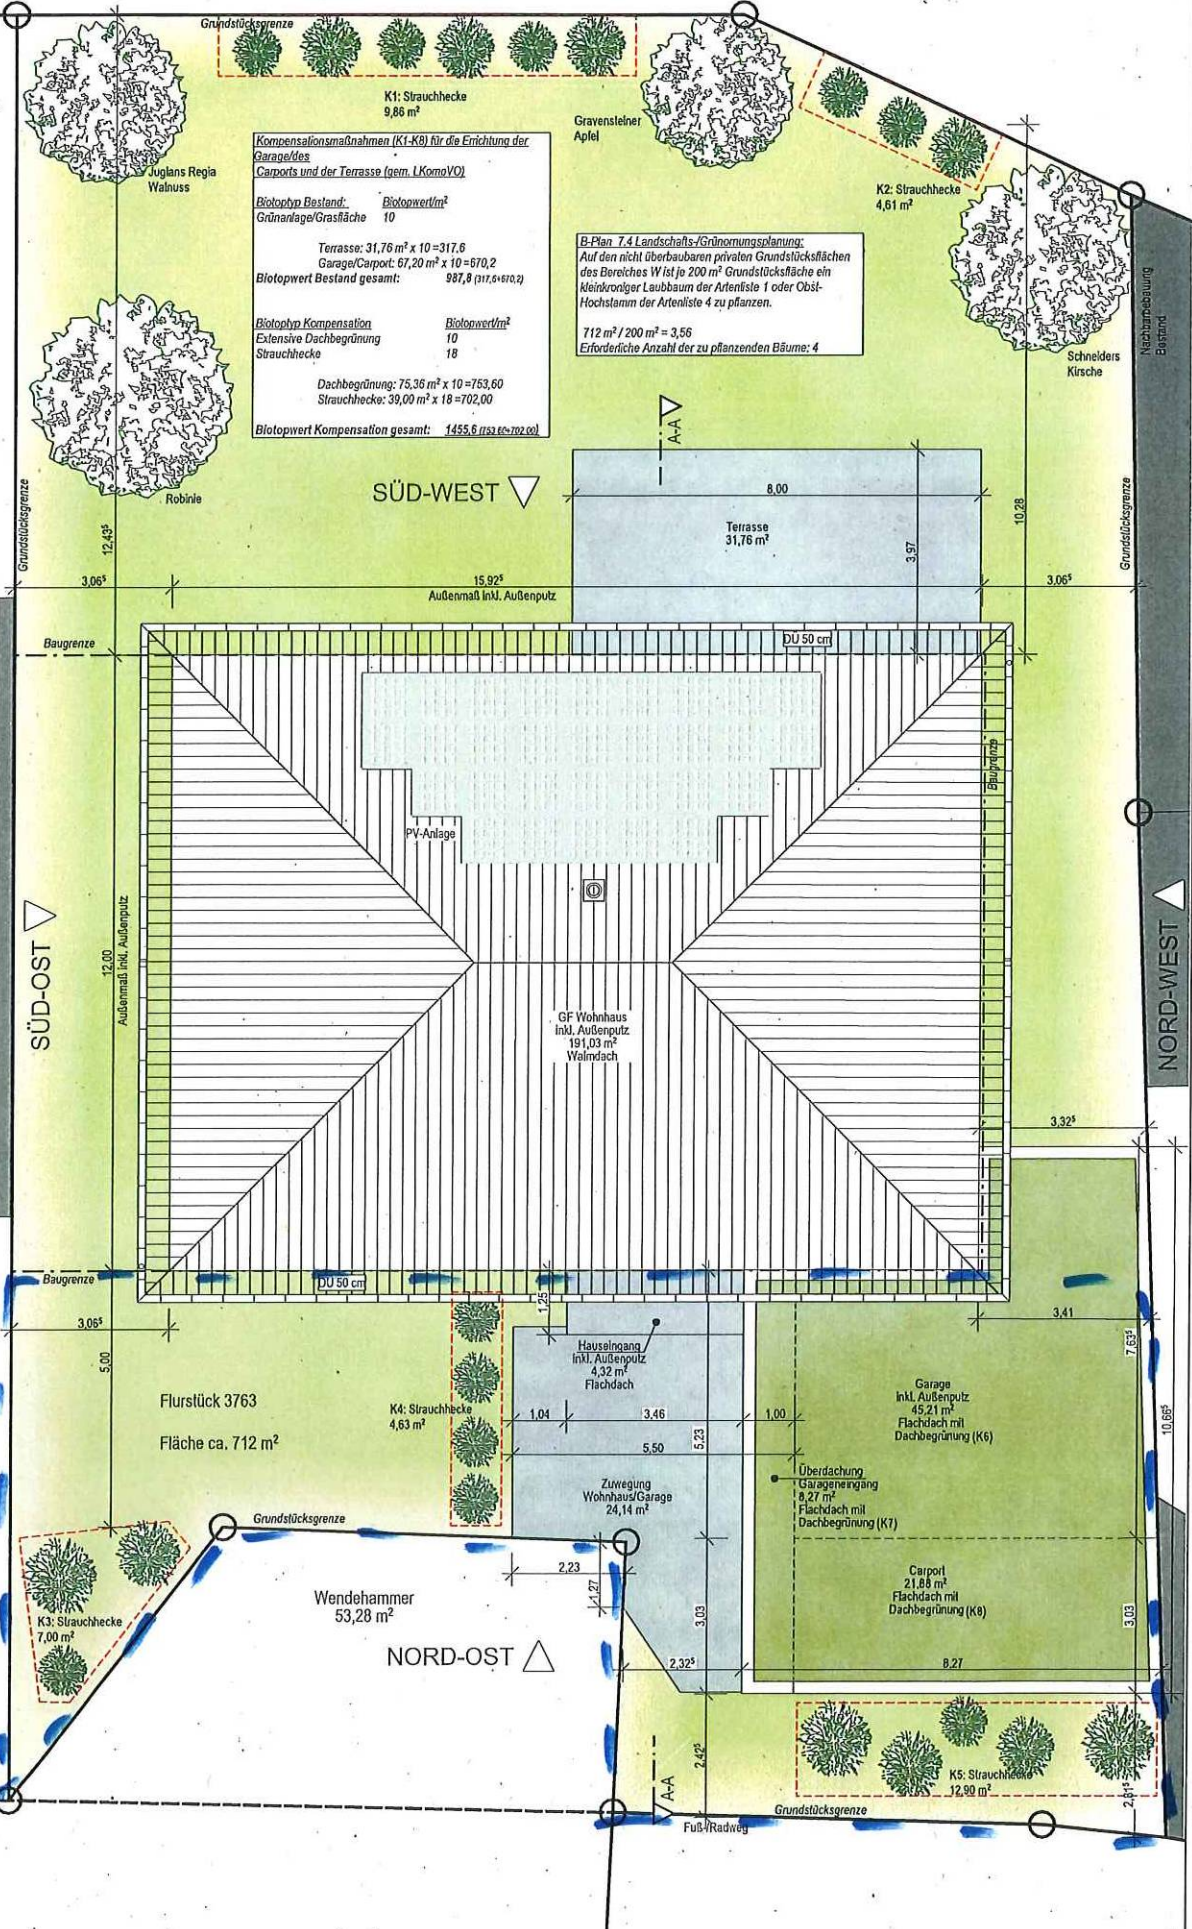 Grundstücksgrenze
K1: Strauchhecke
9,86 m²
Gravensteiner
Apfel
Juglans Regia
Walnuss
K2: Strauchhecke
4,61 m²
Kompensationsmaßnahmen (K1-K8) für die Errichtung der
Garage/des
Carports und der Terrasse (gem. LKomoVO)
Biotoptyp Bestand: Biotopwert/m²
Grünanlage/Grasfläche 10
Terrasse: 31,76 m² x 10 =317,6
Garage/Carport: 67,20 m² x 10 =670,2
Biotopwert Bestand gesamt: 987,8 (317,6+670,2)
Biotoptyp Kompensation Biotopwert/m²
Extensive Dachbegrünung 10
Strauchhecke 18
Dachbegrünung: 75,36 m² x 10 =753,60
Strauchhecke: 39,00 m² x 18 =702,00
Biotopwert Kompensation gesamt: 1455,6 (753,60+702,00)
B-Plan 7.4 Landschafts-/Grünornungsplanung:
Auf den nicht überbaubaren privaten Grundstücksflächen
des Bereiches W ist je 200 m² Grundstücksfläche ein
kleinkroniger Laubbaum der Artenliste 1 oder Obst-
Hochstamm der Artenliste 4 zu pflanzen.
712 m² / 200 m² = 3,56
Erforderliche Anzahl der zu pflanzenden Bäume: 4
Nachbarbebauung
Bestand
Schneiders
Kirsche
Robinie
A-A
SÜD-WEST
Grundstücksgrenze
12,43⁵
8,00
Terrasse
31,76 m²
3,97
10,28
Grundstücksgrenze
3,06⁵
15,92⁵
Außenmaß inkl. Außenputz
3,06⁵
Baugrenze
DÜ 50 cm
Baugrenze
PV-Anlage
SÜD-OST
12,00
Außenmaß inkl. Außenputz
NORD-WEST
GF Wohnhaus
inkl. Außenputz
191,03 m²
Walmdach
3,32⁵
Baugrenze
DÜ 50 cm
1,25
3,06⁵
5,00
3,41
7,63⁵
Hauseingang
inkl. Außenputz
4,32 m²
Flachdach
Flurstück 3763
Fläche ca. 712 m²
K4: Strauchhecke
4,63 m²
1,04
3,46
1,00
5,50
5,23
Garage
inkl. Außenputz
45,21 m²
Flachdach mit
Dachbegrünung (K6)
10,66⁵
Zuwegung
Wohnhaus/Garage
24,14 m²
Überdachung
Garageneingang
8,27 m²
Flachdach mit
Dachbegrünung (K7)
Grundstücksgrenze
2,23
1,27
Carport
21,88 m²
Flachdach mit
Dachbegrünung (K8)
Wendehammer
53,28 m²
K3: Strauchhecke
7,00 m²
NORD-OST
3,03
3,03
2,32⁵
8,27
2,42⁵
K5: Strauchhecke
12,90 m²
2,61⁵
A-A
Grundstücksgrenze
Fuß-/Radweg